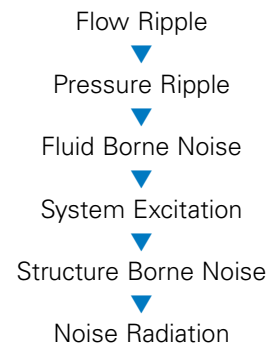 Flow Ripple
Pressure Ripple
Fluid Borne Noise
System Excitation
Structure Borne Noise
Noise Radiation